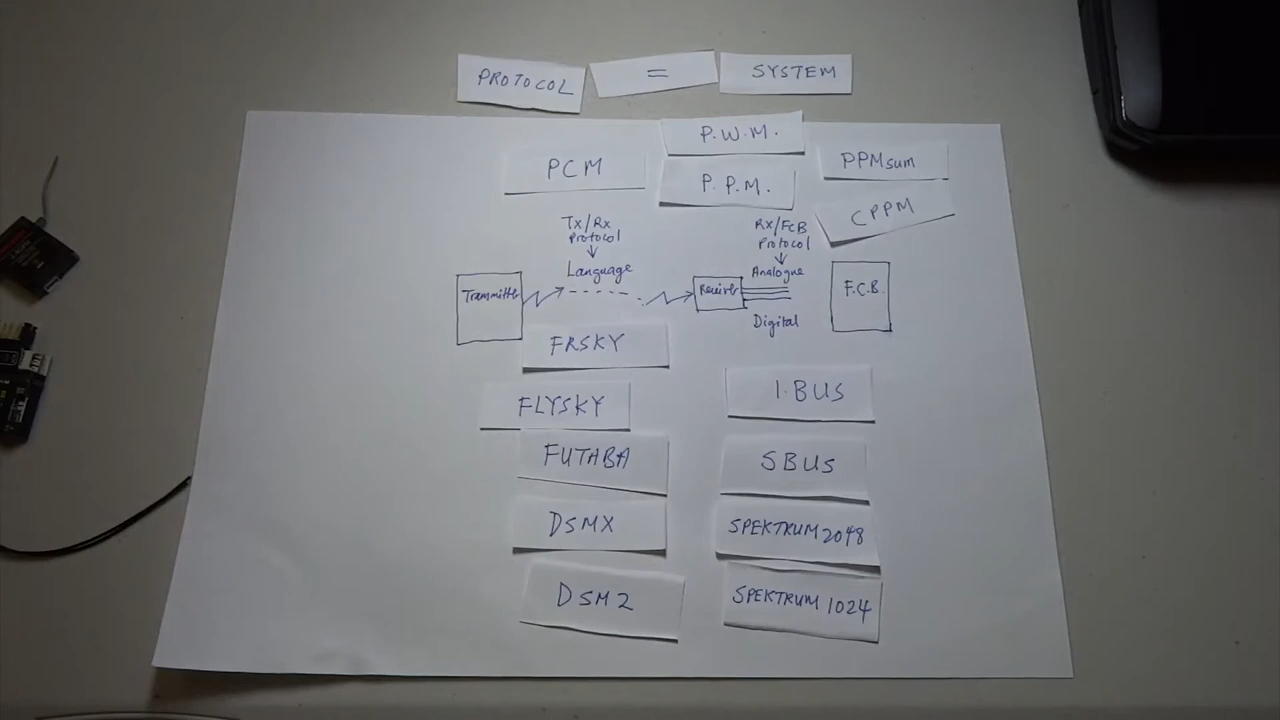 PROTOCOL = SYSTEM
P.W.M.
PCM
PPMsum
P.P.M.
CPPM
Tx/Rx
Protocol
Rx/FCB
Protocol
Language
Analogue
Transmitter
Receiver
F.C.B.
Digital
FRSKY
I.BUS
FLYSKY
FUTABA
SBUS
DSMX
SPEKTRUM 2048
DSM2
SPEKTRUM 1024